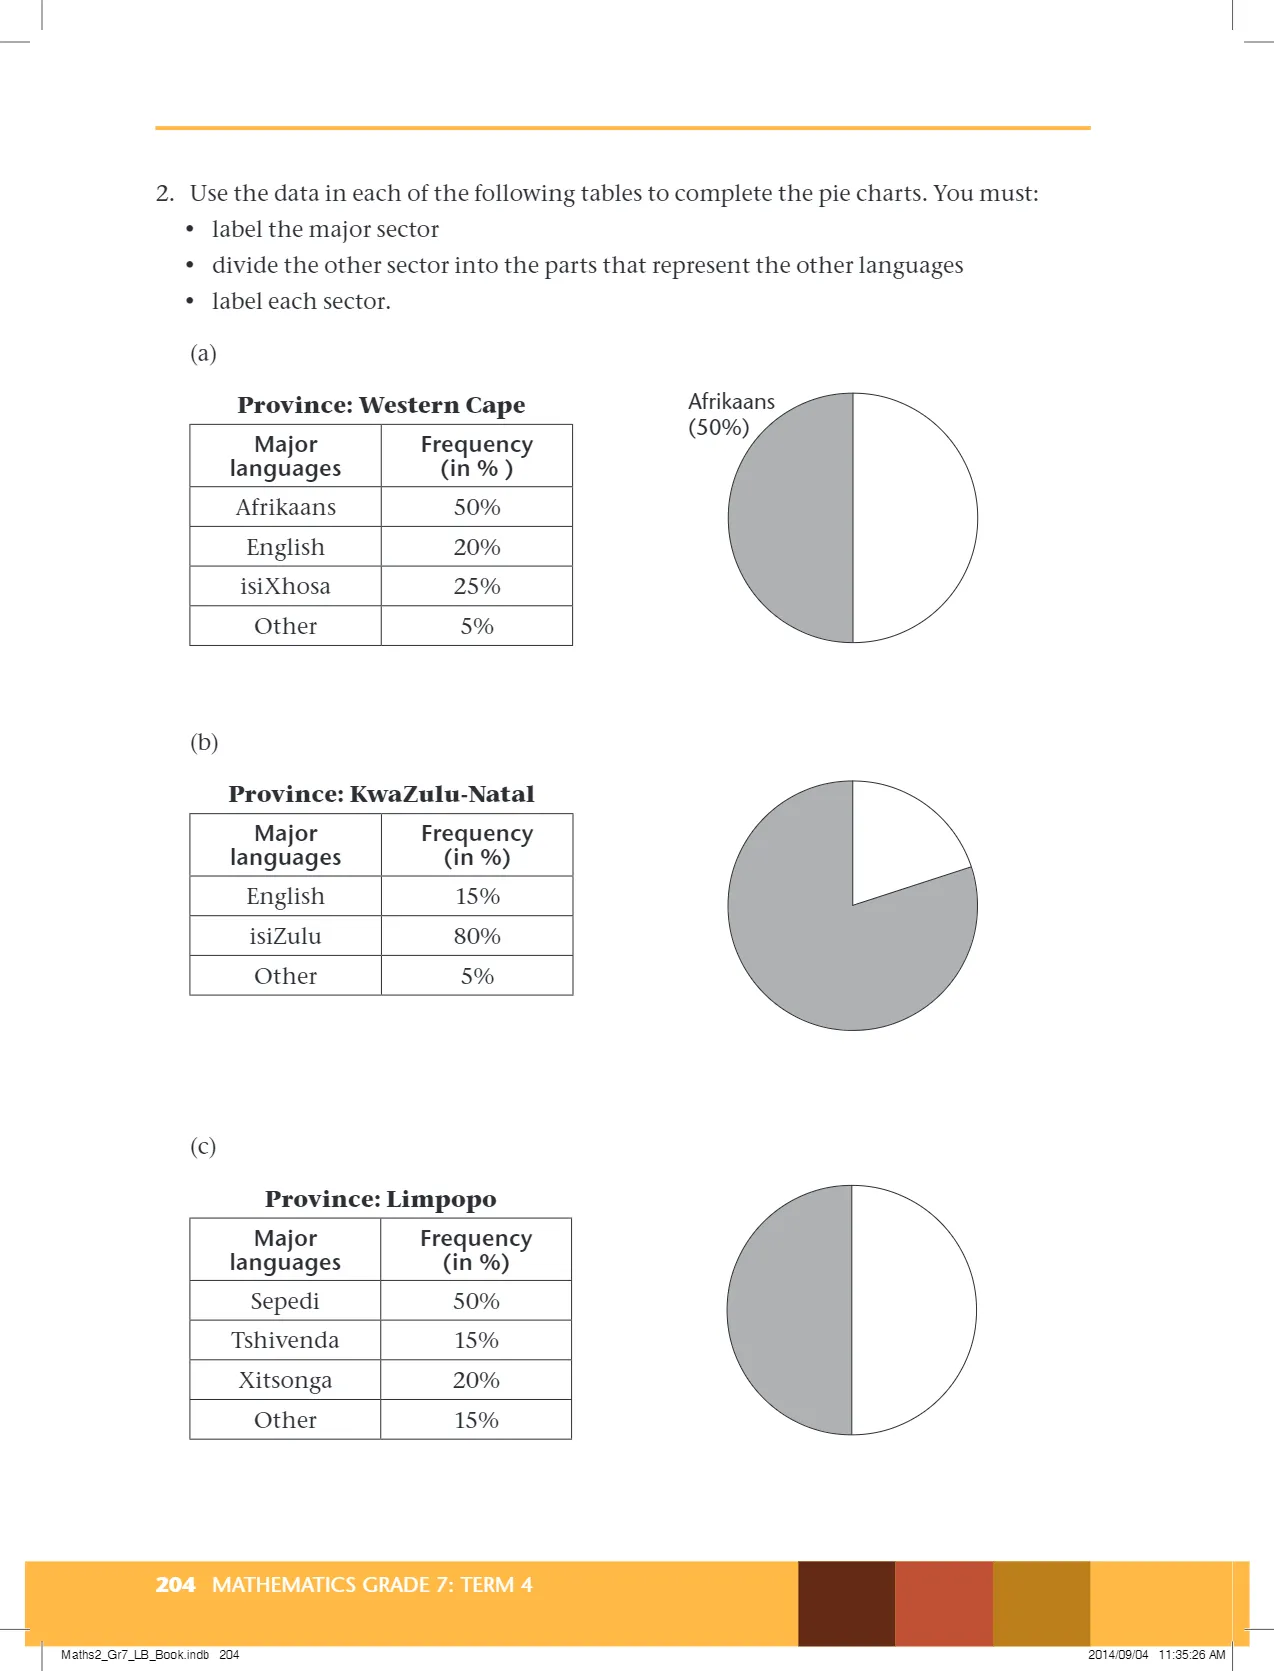 2. Use the data in each of the following tables to complete the pie charts. You must:
• label the major sector
• divide the other sector into the parts that represent the other languages
• label each sector.
(a)
Province: Western Cape
Major languages Frequency (in % )
Afrikaans 50%
English 20%
isiXhosa 25%
Other 5%
Afrikaans
(50%)
(b)
Province: KwaZulu-Natal
Major languages Frequency (in %)
English 15%
isiZulu 80%
Other 5%
(c)
Province: Limpopo
Major languages Frequency (in %)
Sepedi 50%
Tshivenda 15%
Xitsonga 20%
Other 15%
204 MATHEMATICS GRADE 7: TERM 4
Maths2_Gr7_LB_Book.indb 204 2014/09/04 11:35:26 AM